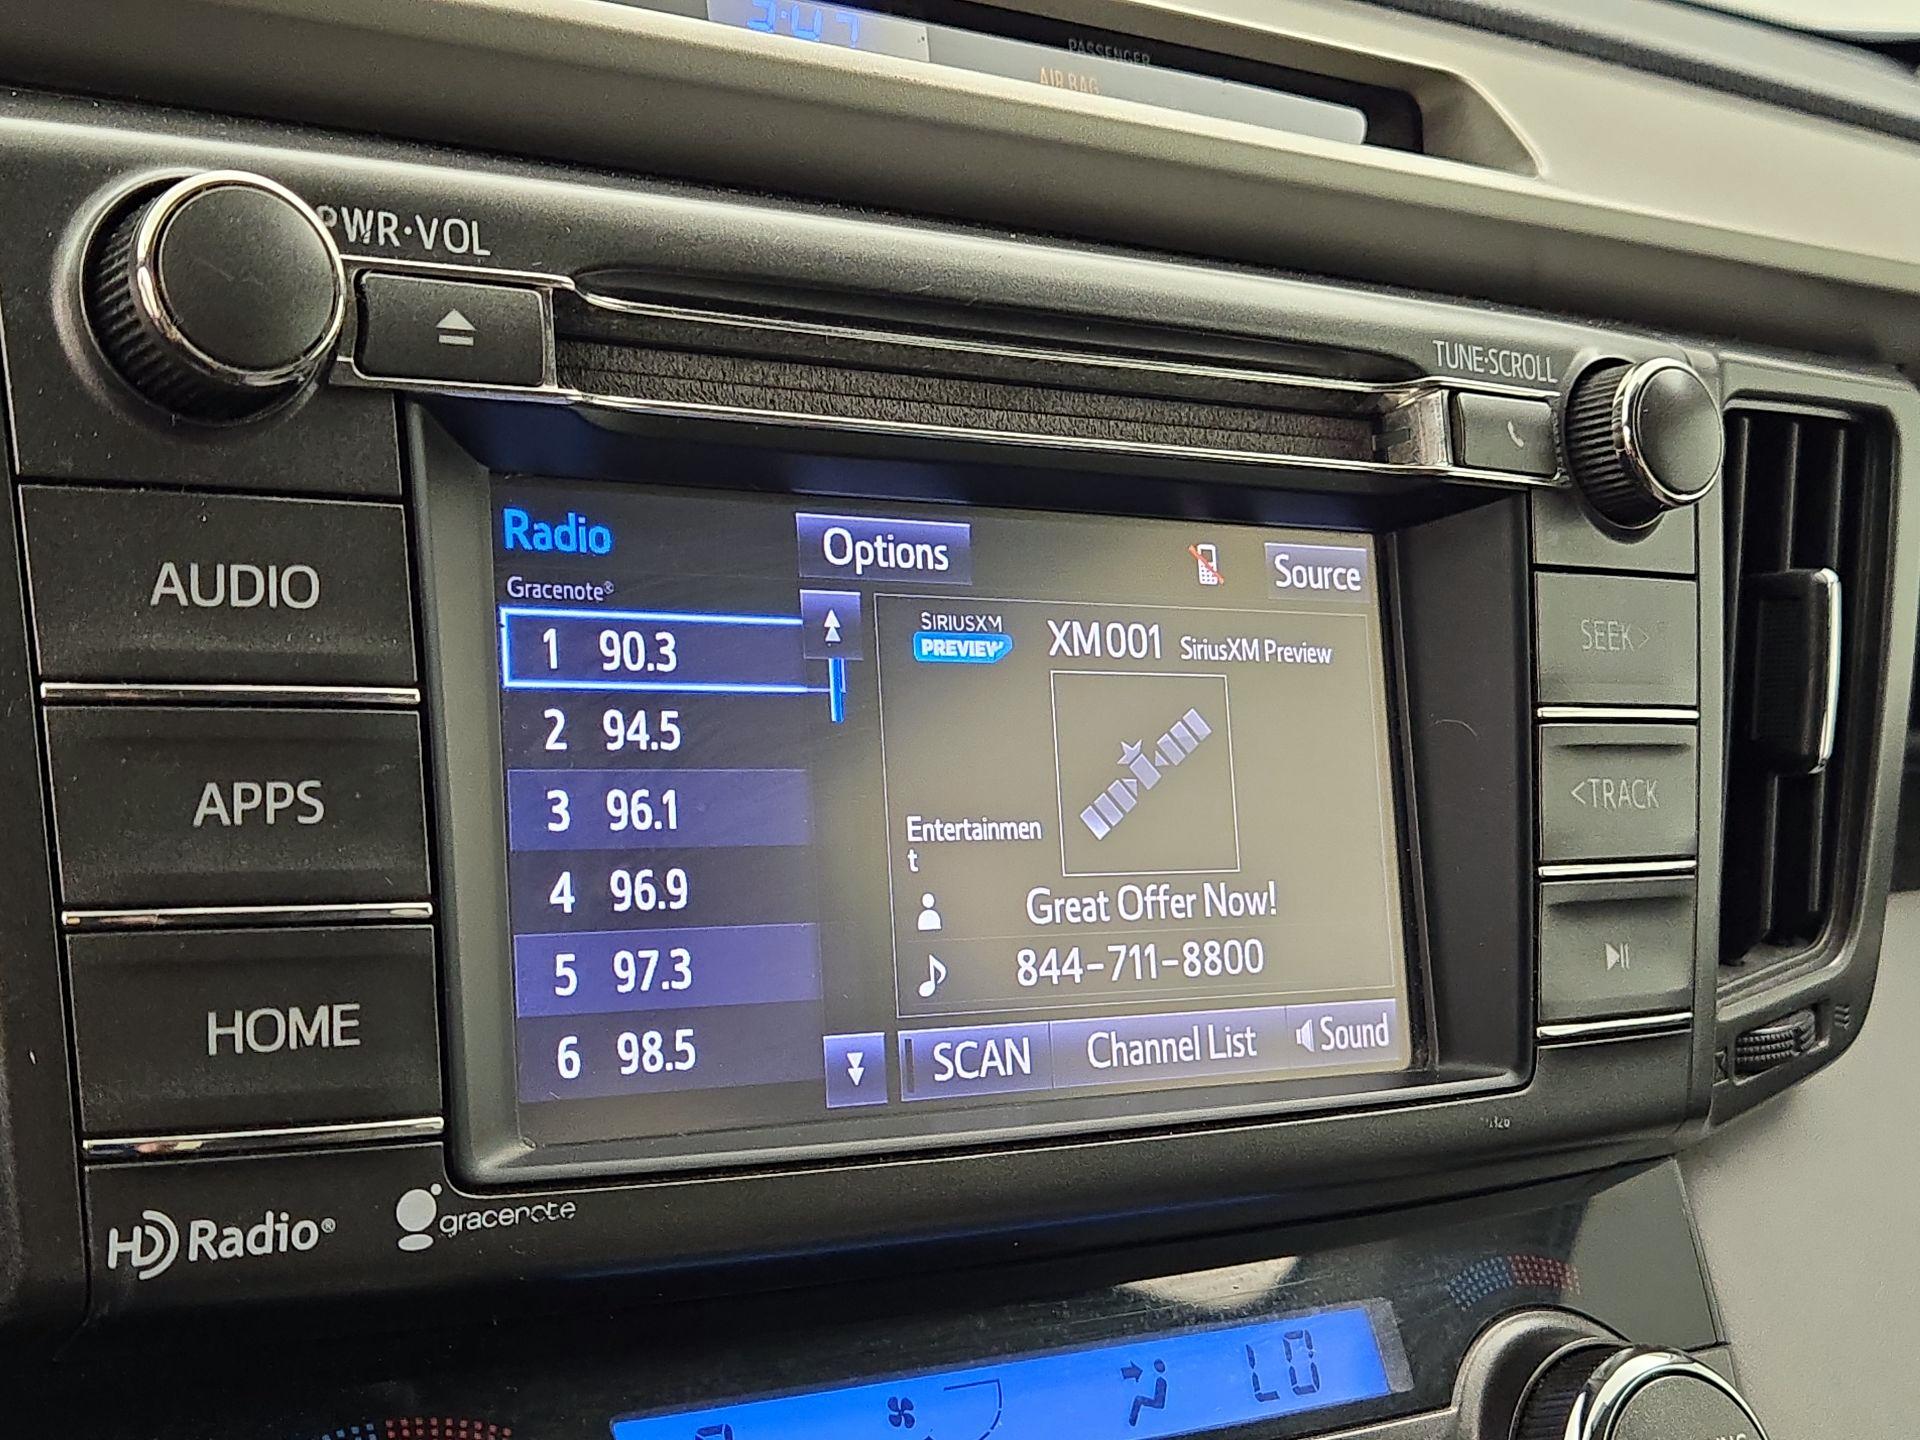 3:47
PASSENGER
AIR BAG
PWR·VOL
TUNE·SCROLL
AUDIO
APPS
HOME
Radio
Options
Source
Gracenote®
1 90.3
2 94.5
3 96.1
4 96.9
5 97.3
6 98.5
SIRIUSXM
PREVIEW
XM001 SiriusXM Preview
Entertainmen
t
Great Offer Now!
844-711-8800
SCAN
Channel List
Sound
SEEK>
<TRACK
HD Radio®
gracenote
LO